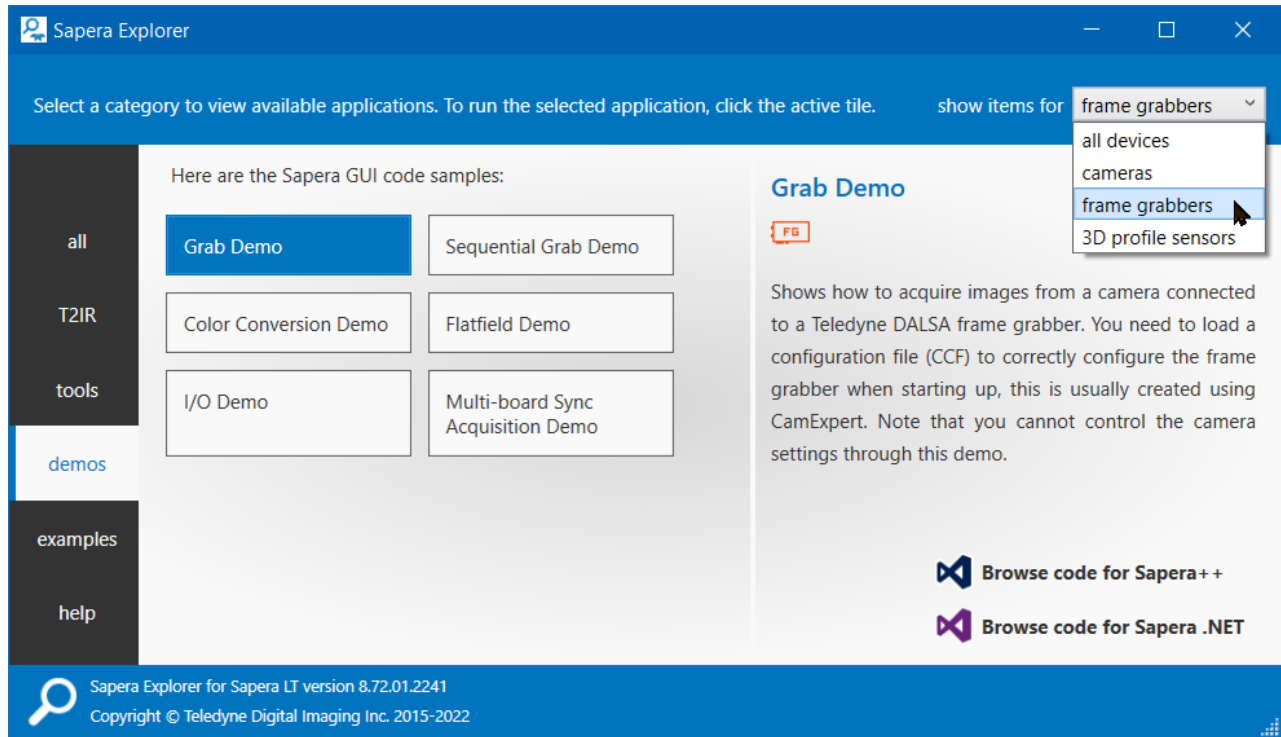 Sapera Explorer
Select a category to view available applications. To run the selected application, click the active tile.
show items for
frame grabbers
all devices
cameras
frame grabbers
3D profile sensors
all
T2IR
tools
demos
examples
help
Here are the Sapera GUI code samples:
Grab Demo
Sequential Grab Demo
Color Conversion Demo
Flatfield Demo
I/O Demo
Multi-board Sync
Acquisition Demo
Grab Demo
FG
Shows how to acquire images from a camera connected
to a Teledyne DALSA frame grabber. You need to load a
configuration file (CCF) to correctly configure the frame
grabber when starting up, this is usually created using
CamExpert. Note that you cannot control the camera
settings through this demo.
Browse code for Sapera++
Browse code for Sapera .NET
Sapera Explorer for Sapera LT version 8.72.01.2241
Copyright © Teledyne Digital Imaging Inc. 2015-2022